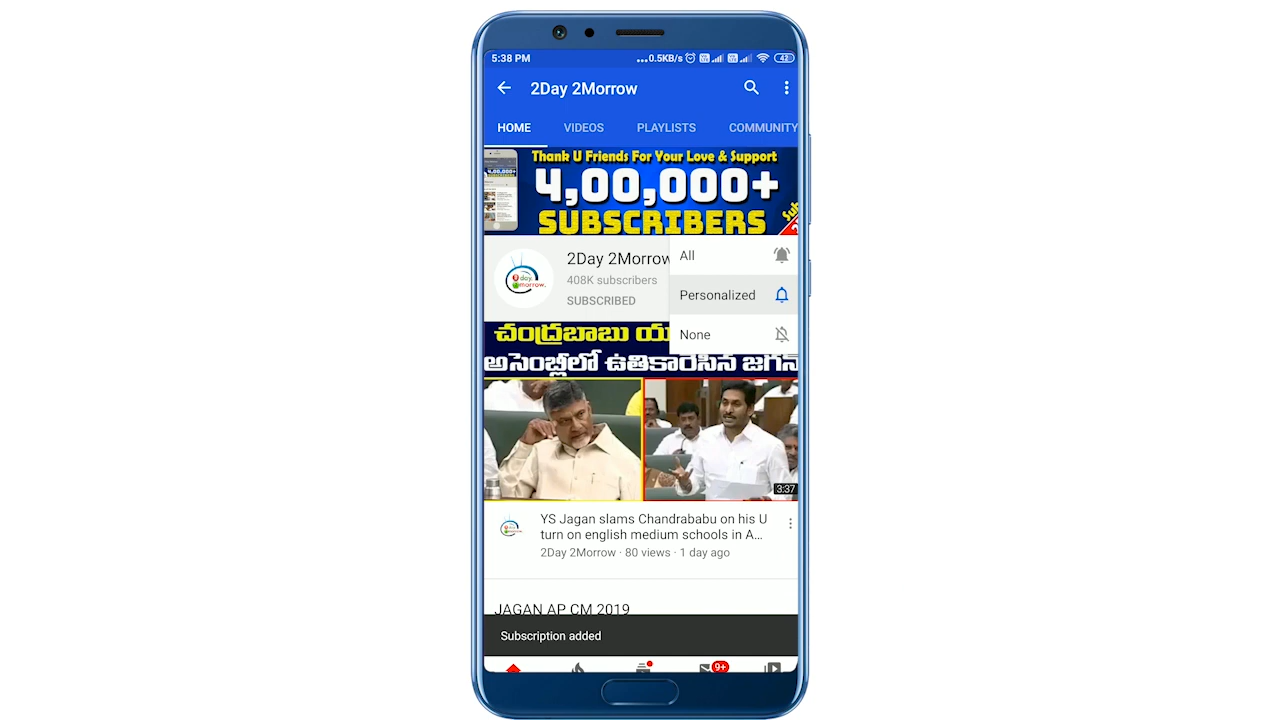 5:38 PM
...0.5KB/s
42
2Day 2Morrow
HOME VIDEOS PLAYLISTS COMMUNITY
Thank U Friends For Your Love & Support
4,00,000+
SUBSCRIBERS
Sub
2Day 2Morrow
408K subscribers
SUBSCRIBED
All
Personalized
None
చంద్రబాబు
అసెంబ్లీలో ఉతికారేసిన జగన్
3:37
YS Jagan slams Chandrababu on his U
turn on english medium schools in A...
2Day 2Morrow · 80 views · 1 day ago
JAGAN AP CM 2019
Subscription added
9+